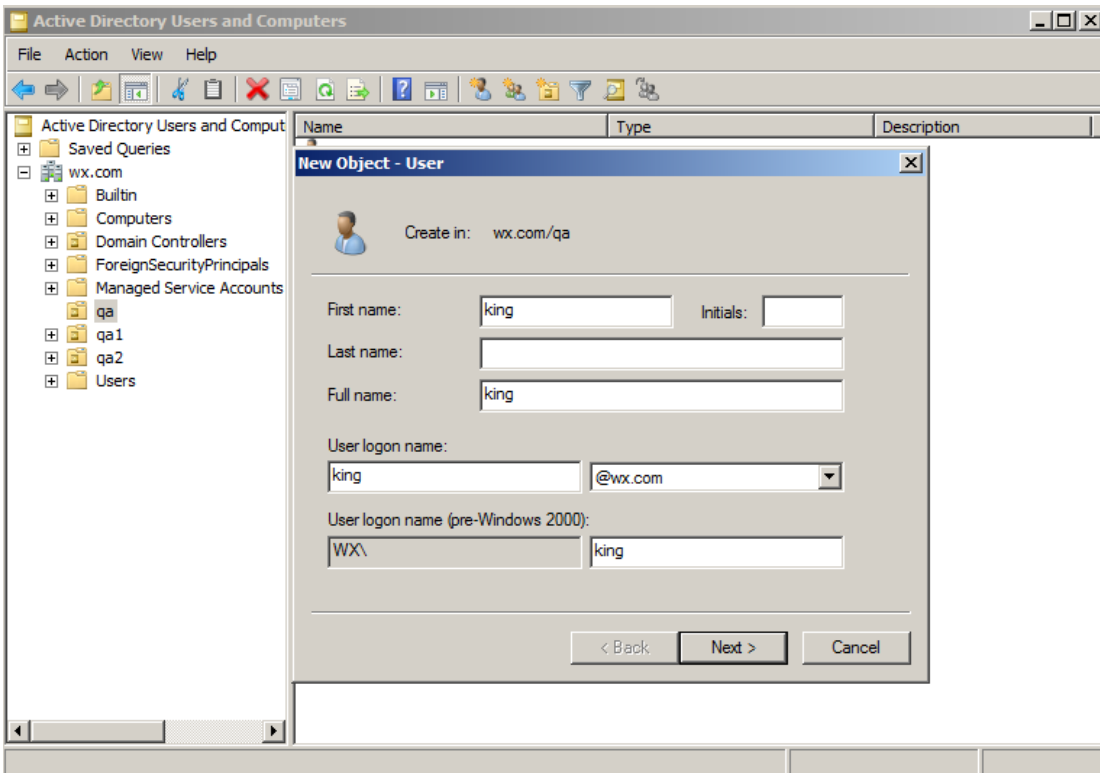 Active Directory Users and Computers
File Action View Help
Active Directory Users and Comput
Name Type Description
Saved Queries
wx.com
Builtin
Computers
Domain Controllers
ForeignSecurityPrincipals
Managed Service Accounts
qa
qa1
qa2
Users
New Object - User
Create in: wx.com/qa
First name: king Initials:
Last name:
Full name: king
User logon name:
king @wx.com
User logon name (pre-Windows 2000):
WX\ king
< Back Next > Cancel